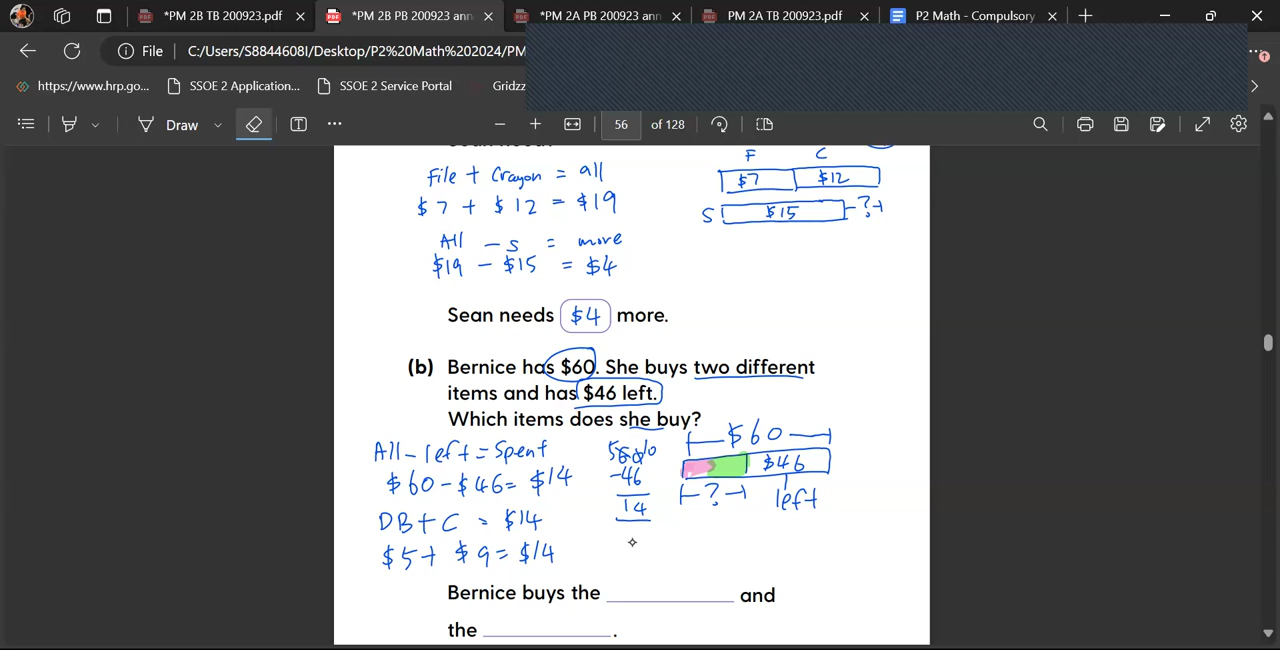 *PM 2B TB 200923.pdf
*PM 2B PB 200923 ann
*PM 2A PB 200923 ann
PM 2A TB 200923.pdf
P2 Math - Compulsory
File
C:/Users/S8844608I/Desktop/P2%20Math%202024/PM
https://www.hrp.go...
SSOE 2 Application...
SSOE 2 Service Portal
Gridzz
Draw
56 of 128
File + Crayon = all
$7 + $12 = $19
All - S = more
$19 - $15 = $4
F C
$7 $12
S $15 ?
Sean needs $4 more.
(b) Bernice has $60. She buys two different
items and has $46 left.
Which items does she buy?
All - left = Spent
$60 - $46 = $14
DB + C = $14
$5 + $9 = $14
-46
14
$60
$46
?
left
Bernice buys the ____________ and
the ____________.